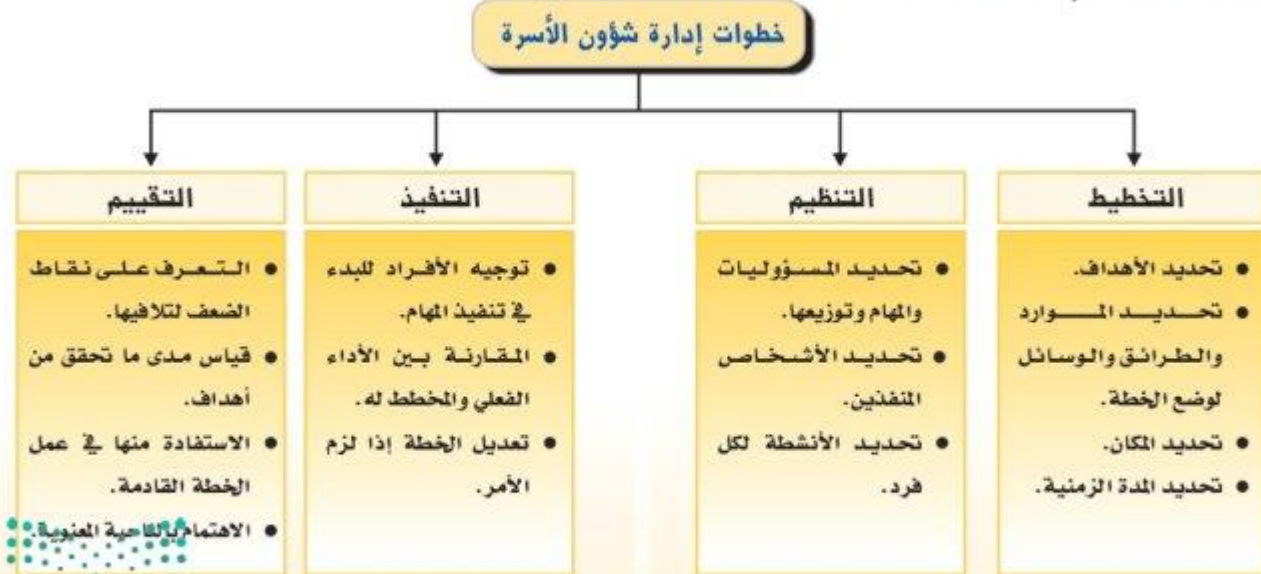 خطوات إدارة شؤون الأسرة
التخطيط
• تحديد الأهداف.
• تحديد الموارد
والطرائق والوسائل
لوضع الخطة.
• تحديد المكان.
• تحديد المدة الزمنية.
التنظيم
• تحديد المسؤوليات
والمهام وتوزيعها.
• تحديد الأشخاص
المنفذين.
• تحديد الأنشطة لكل
فرد.
التنفيذ
• توجيه الأفراد للبدء
في تنفيذ المهام.
• المقارنة بين الأداء
الفعلي والمخطط له.
• تعديل الخطة إذا لزم
الأمر.
التقييم
• التعرف على نقاط
الضعف لتلافيها.
• قياس مدى ما تحقق من
أهداف.
• الاستفادة منها في عمل
الخطة القادمة.
• الاهتمام بالناحية المعنوية.